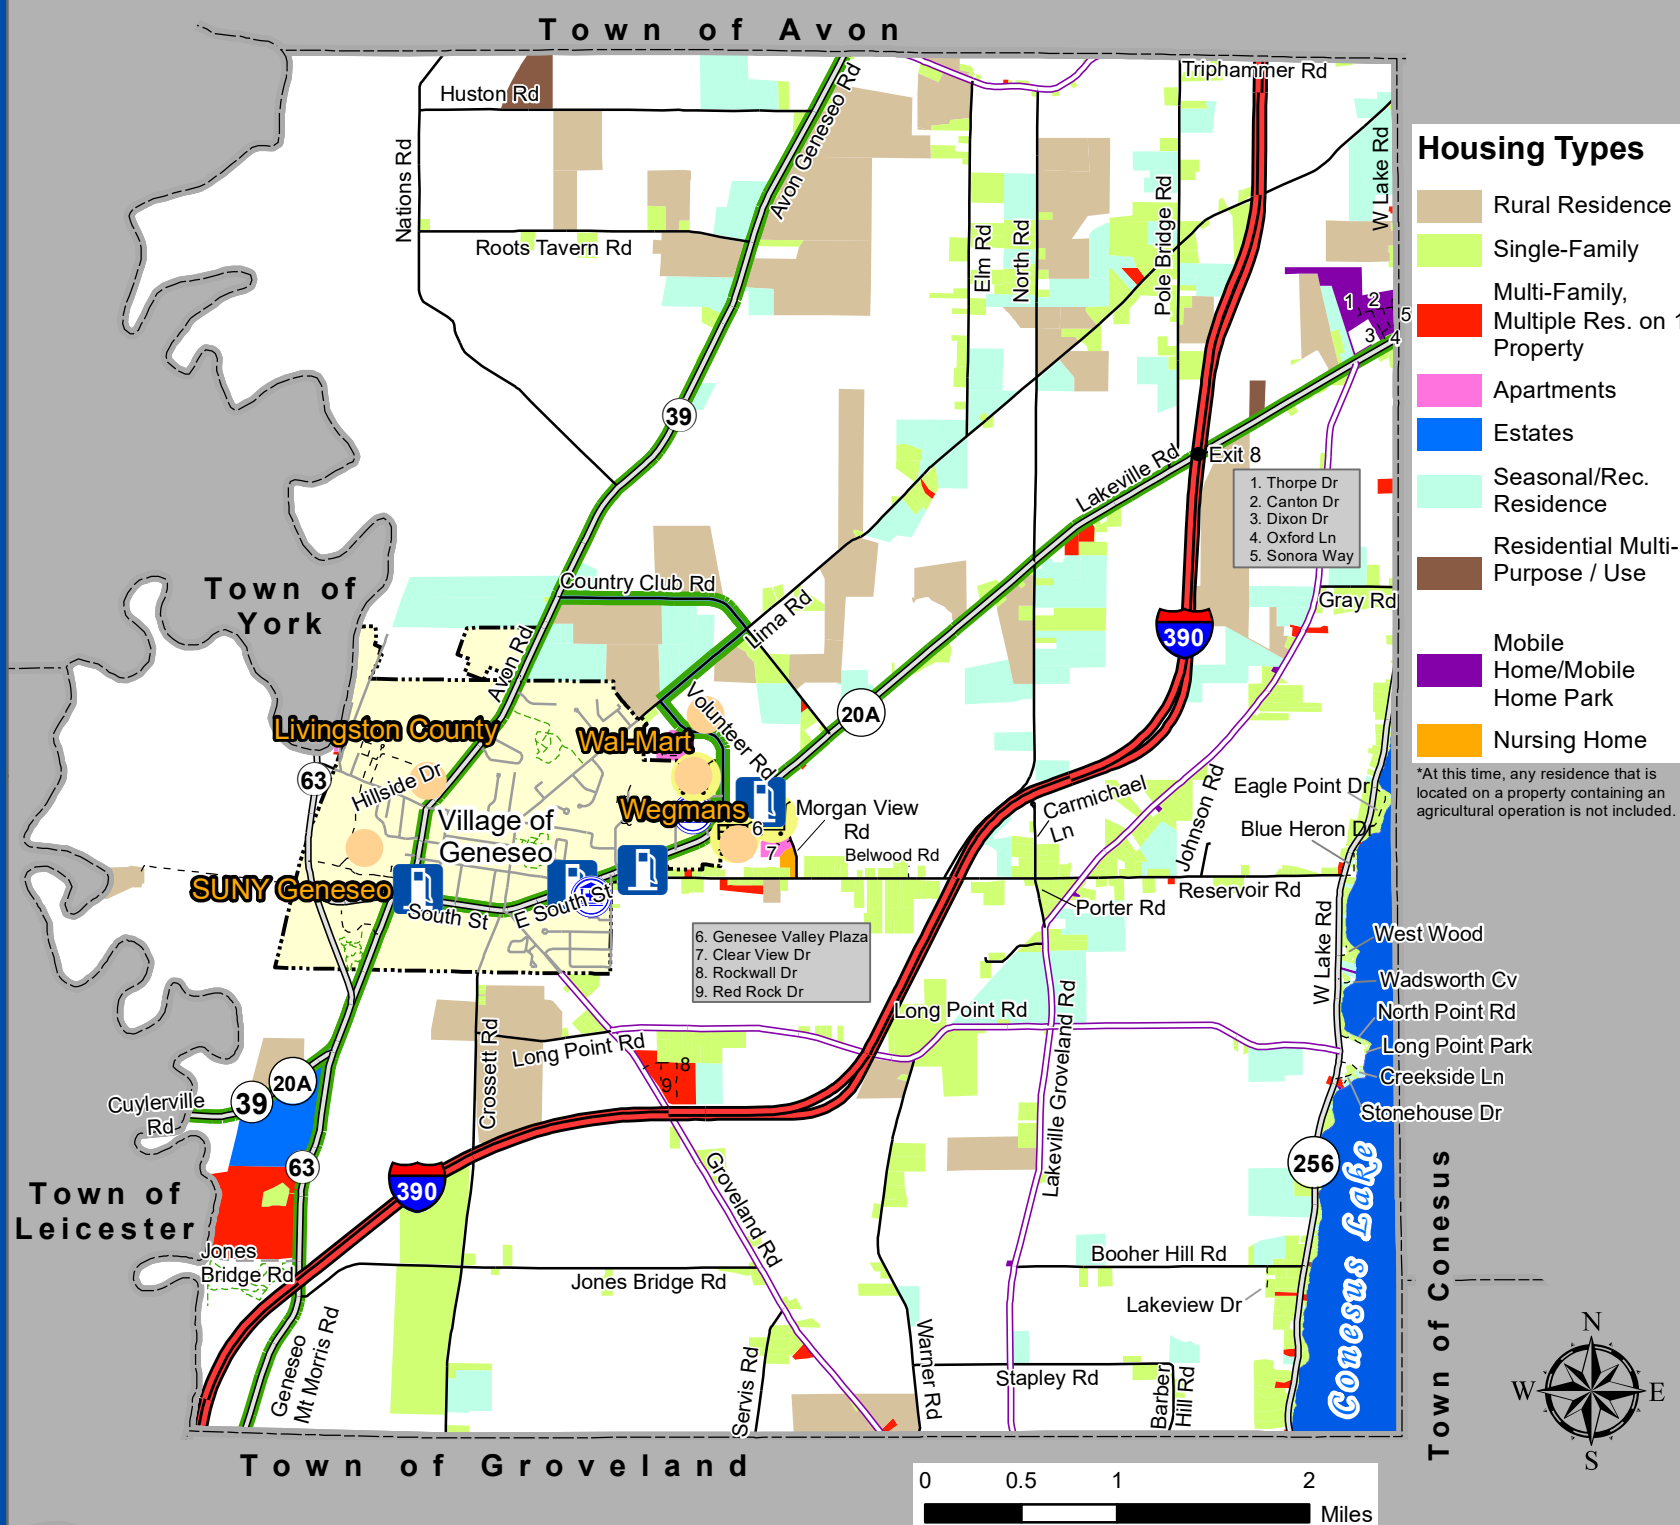 Town of Avon
Triphammer Rd
Huston Rd
Avon Geneseo Rd
Nations Rd
W Lake Rd
Roots Tavern Rd
Elm Rd
North Rd
Pole Bridge Rd
Housing Types
Rural Residence
Single-Family
Multi-Family,
Multiple Res. on 1
Property
Apartments
Estates
Seasonal/Rec.
Residence
Residential Multi-
Purpose / Use
Mobile
Home/Mobile
Home Park
Nursing Home
*At this time, any residence that is
located on a property containing an
agricultural operation is not included.
1
2
3
4
5
39
Lakeville Rd
Exit 8
1. Thorpe Dr
2. Canton Dr
3. Dixon Dr
4. Oxford Ln
5. Sonora Way
Town of
York
Country Club Rd
Lima Rd
Gray Rd
390
Avon Rd
Volunteer Rd
20A
Livingston County
Wal-Mart
63
Hillside Dr
Wegmans
Village of
Geneseo
6
7
Morgan View
Rd
Belwood Rd
Carmichael
Ln
Johnson Rd
Eagle Point Dr
Blue Heron Dr
SUNY Geneseo
South St
E South St
Reservoir Rd
Porter Rd
6. Genesee Valley Plaza
7. Clear View Dr
8. Rockwall Dr
9. Red Rock Dr
W Lake Rd
West Wood
Wadsworth Cv
North Point Rd
Long Point Park
Creekside Ln
Stonehouse Dr
Long Point Rd
Long Point Rd
Crossett Rd
8
9
Lakeville Groveland Rd
20A
39
Cuylerville
Rd
63
390
256
Town of
Leicester
Groveland Rd
Jones
Bridge Rd
Jones Bridge Rd
Booher Hill Rd
Lakeview Dr
Conesus Lake
Town of Conesus
Geneseo
Mt Morris Rd
Servis Rd
Warner Rd
Stapley Rd
Barber
Hill Rd
N
W
E
S
Town of Groveland
0
0.5
1
2
Miles